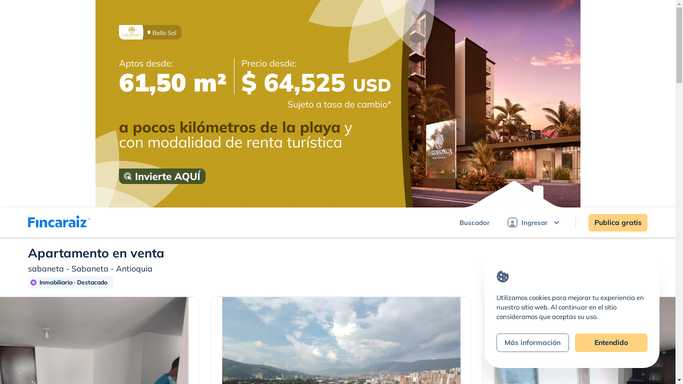 Bello Sol
Aptos desde:
61,50 m²
Precio desde:
$ 64,525 USD
Sujeto a tasa de cambio*
a pocos kilómetros de la playa y
con modalidad de renta turística
Invierte AQUÍ
Fincaraiz
Buscador
Ingresar
Publica gratis
Apartamento en venta
sabaneta - Sabaneta - Antioquia
Inmobiliaria · Destacado
Utilizamos cookies para mejorar tu experiencia en
nuestro sitio web. Al continuar en el sitio
consideramos que aceptas su uso.
Más información
Entendido